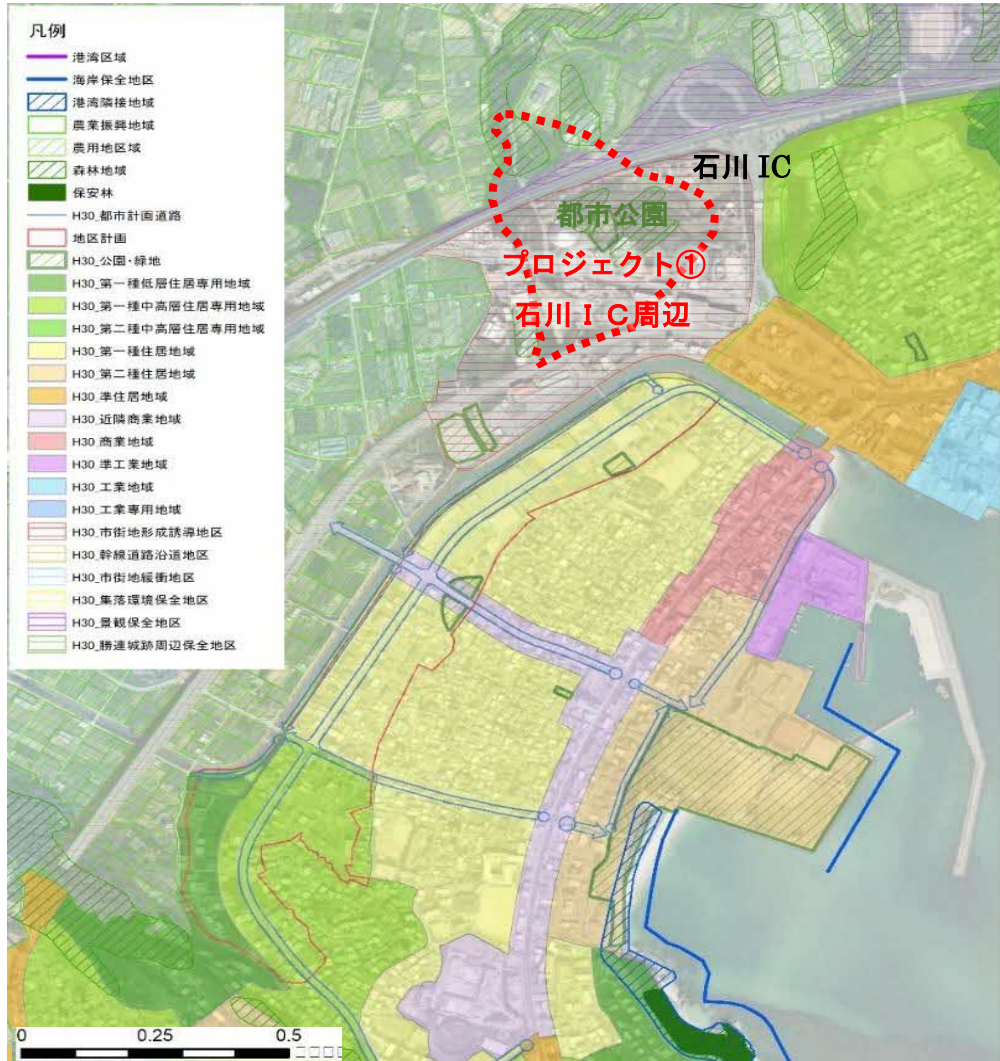 凡例
港湾区域
海岸保全地区
港湾隣接地域
農業振興地域
農用地区域
森林地域
保安林
H30_都市計画道路
地区計画
H30_公園・緑地
H30_第一種低層住居専用地域
H30_第一種中高層住居専用地域
H30_第二種中高層住居専用地域
H30_第一種住居地域
H30_第二種住居地域
H30_準住居地域
H30_近隣商業地域
H30_商業地域
H30_準工業地域
H30_工業地域
H30_工業専用地域
H30_市街地形成誘導地区
H30_幹線道路沿道地区
H30_市街地緩衝地区
H30_集落環境保全地区
H30_景観保全地区
H30_勝連城跡周辺保全地区
石川 IC
都市公園
プロジェクト①
石川IC周辺
0 0.25 0.5